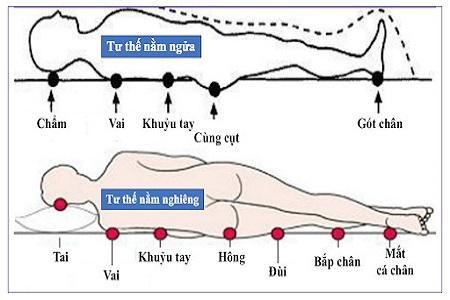 Tư thế nằm ngửa
Chẩm
Vai
Khuỷu tay
Cùng cụt
Gót chân
Tư thế nằm nghiêng
Tai
Vai
Khuỷu tay
Hông
Đùi
Bắp chân
Mắt
cá chân